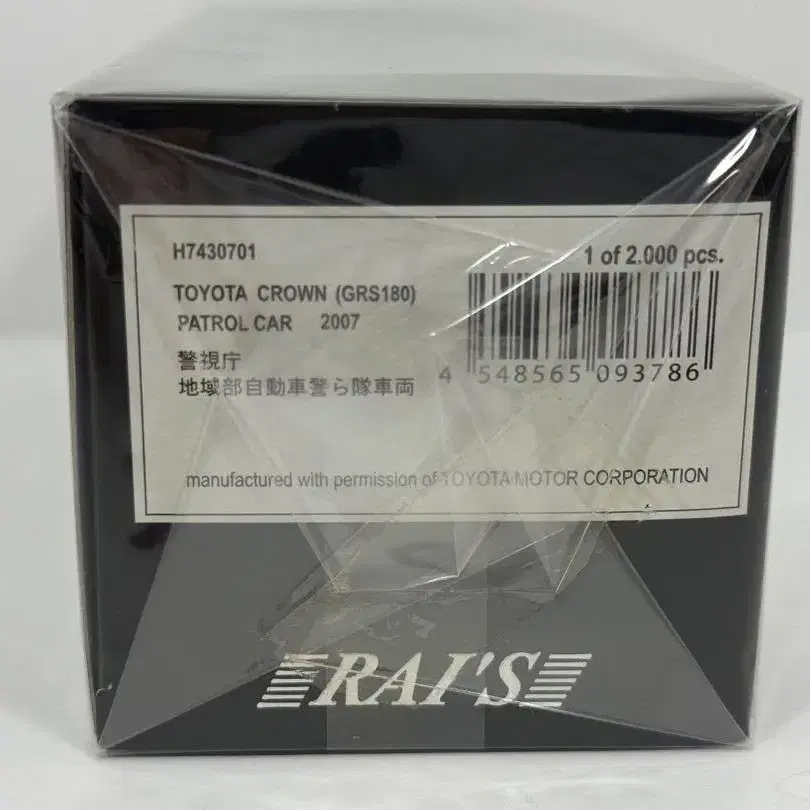 H7430701
1 of 2.000 pcs.
TOYOTA CROWN (GRS180)
PATROL CAR 2007
警視庁
地域部自動車警ら隊車両
4 548565 093786
manufactured with permission of TOYOTA MOTOR CORPORATION
RAI'S